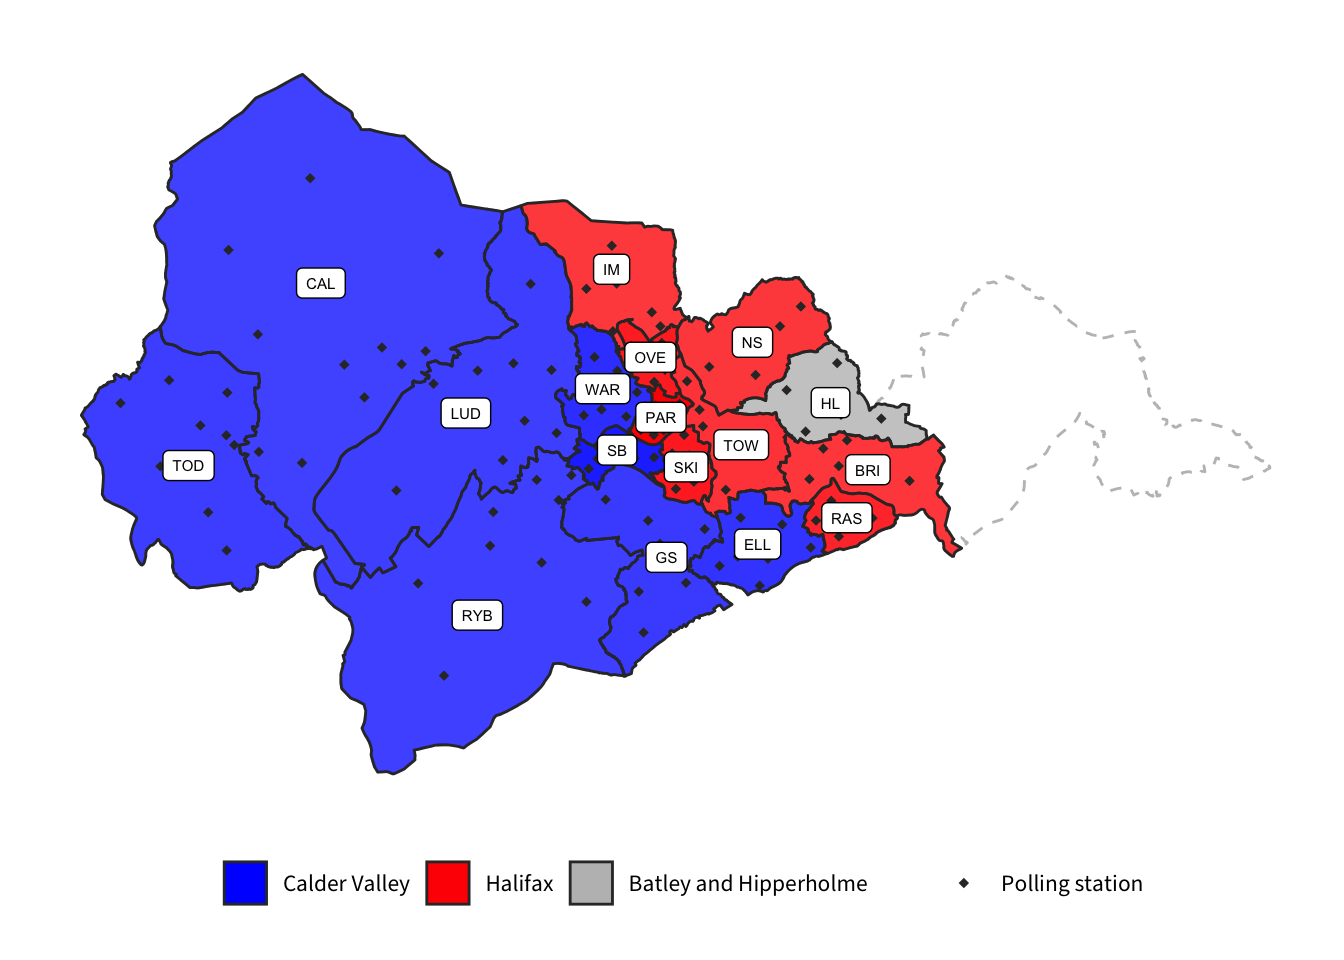 CAL
IM
NS
OVE
WAR
HL
LUD
PAR
TOW
SB
TOD
SKI
BRI
RAS
ELL
GS
RYB
Calder Valley
Halifax
Batley and Hipperholme
Polling station